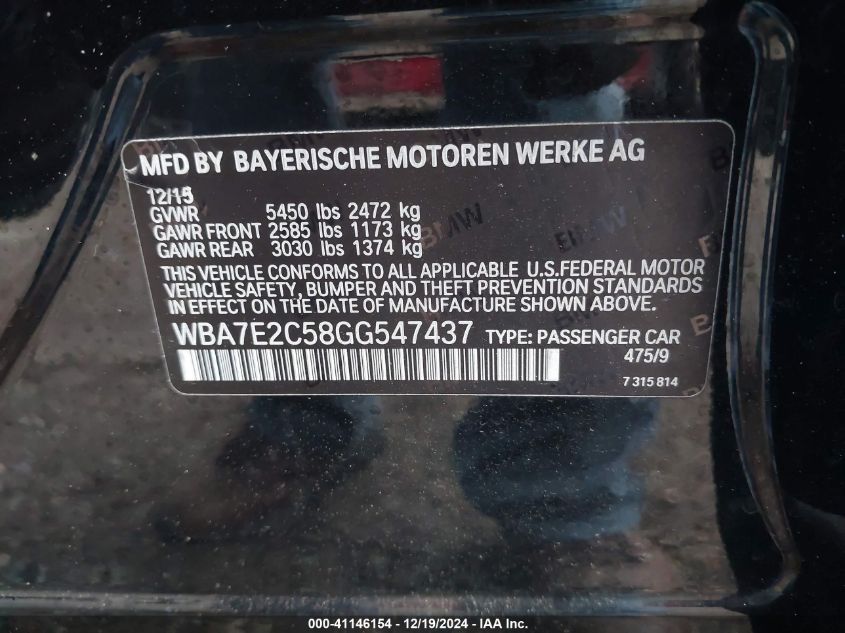 MFD BY BAYERISCHE MOTOREN WERKE AG
12/15
GVWR 5450 lbs 2472 kg
GAWR FRONT 2585 lbs 1173 kg
GAWR REAR 3030 lbs 1374 kg
THIS VEHICLE CONFORMS TO ALL APPLICABLE U.S.FEDERAL MOTOR
VEHICLE SAFETY, BUMPER AND THEFT PREVENTION STANDARDS
IN EFFECT ON THE DATE OF MANUFACTURE SHOWN ABOVE.
WBA7E2C58GG547437 TYPE: PASSENGER CAR
475/9
7 315 814
000-41146154 - 12/19/2024 - IAA Inc.